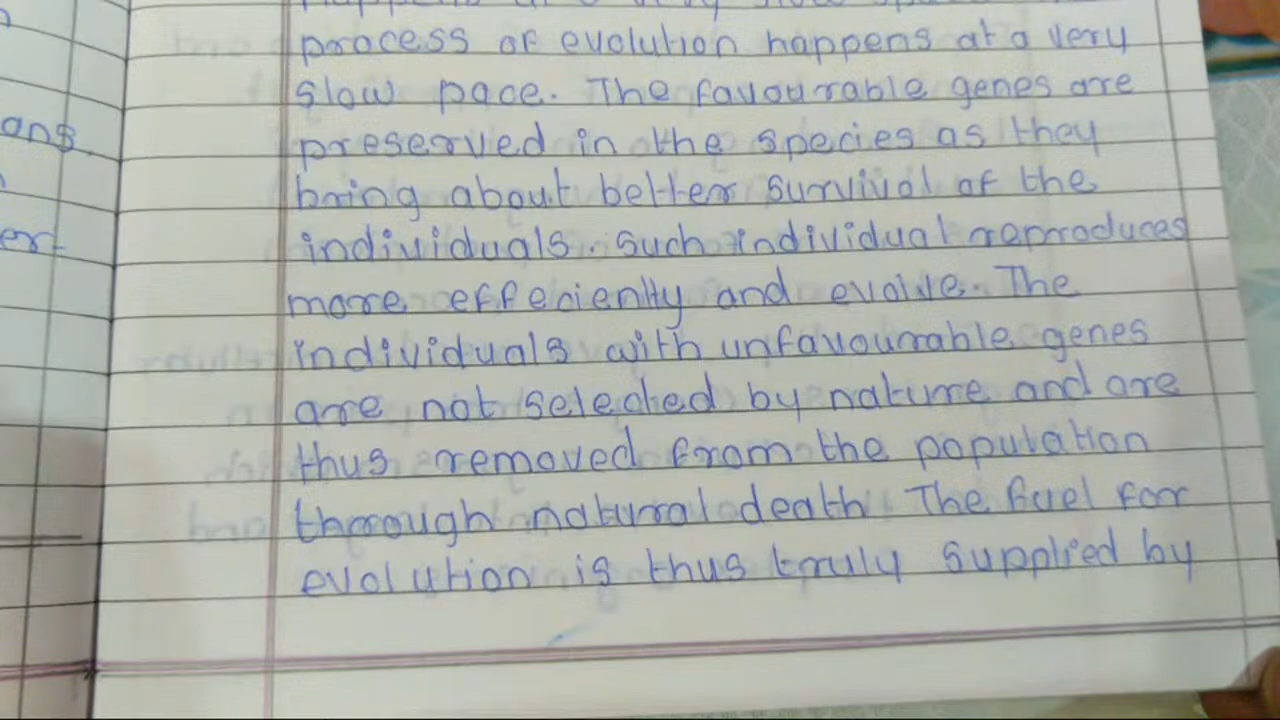 process of evolution happens at a very
slow pace. The favourable genes are
preserved in the species as they
bring about better survival of the
individuals. Such individual reproduces
more effeciently and evolve. The
individuals with unfavourable genes
are not selected by nature and are
thus removed from the population
through natural death. The fuel for
evolution is thus truly supplied by
ans
er